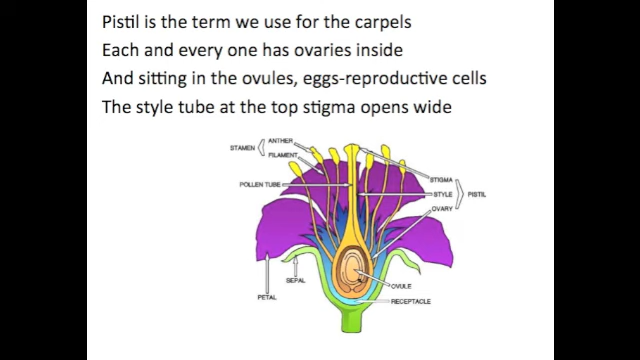 Pistil is the term we use for the carpels
Each and every one has ovaries inside
And sitting in the ovules, eggs-reproductive cells
The style tube at the top stigma opens wide
ANTHER
STAMEN
FILAMENT
POLLEN TUBE
STIGMA
STYLE
PISTIL
OVARY
SEPAL
PETAL
OVULE
RECEPTACLE